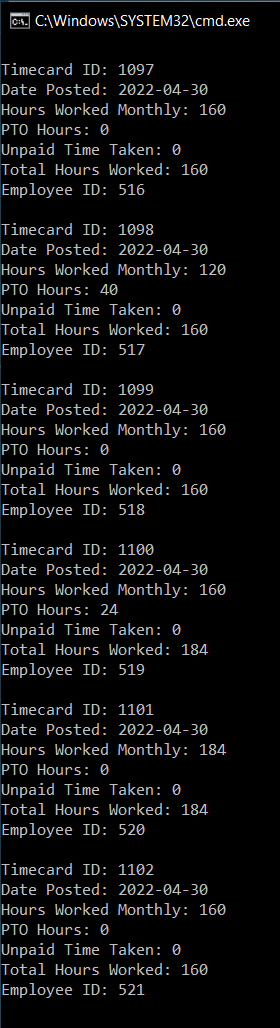 C:\Windows\SYSTEM32\cmd.exe
Timecard ID: 1097
Date Posted: 2022-04-30
Hours Worked Monthly: 160
PTO Hours: 0
Unpaid Time Taken: 0
Total Hours Worked: 160
Employee ID: 516
Timecard ID: 1098
Date Posted: 2022-04-30
Hours Worked Monthly: 120
PTO Hours: 40
Unpaid Time Taken: 0
Total Hours Worked: 160
Employee ID: 517
Timecard ID: 1099
Date Posted: 2022-04-30
Hours Worked Monthly: 160
PTO Hours: 0
Unpaid Time Taken: 0
Total Hours Worked: 160
Employee ID: 518
Timecard ID: 1100
Date Posted: 2022-04-30
Hours Worked Monthly: 160
PTO Hours: 24
Unpaid Time Taken: 0
Total Hours Worked: 184
Employee ID: 519
Timecard ID: 1101
Date Posted: 2022-04-30
Hours Worked Monthly: 184
PTO Hours: 0
Unpaid Time Taken: 0
Total Hours Worked: 184
Employee ID: 520
Timecard ID: 1102
Date Posted: 2022-04-30
Hours Worked Monthly: 160
PTO Hours: 0
Unpaid Time Taken: 0
Total Hours Worked: 160
Employee ID: 521